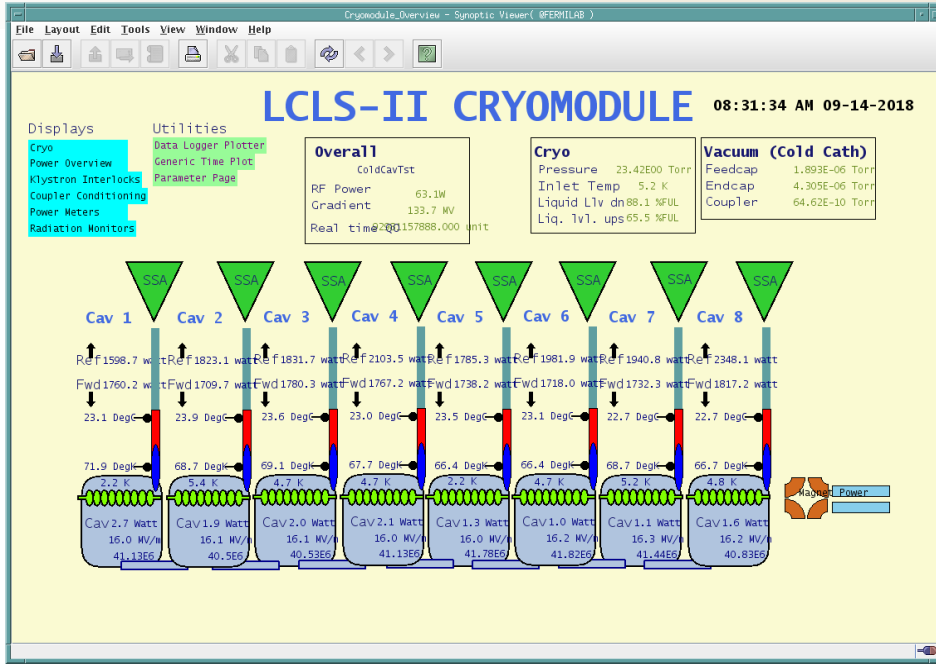 Cryomodule_Overview - Synoptic Viewer( @FERMILAB )
File Layout Edit Tools View Window Help
LCLS-II CRYOMODULE
08:31:34 AM 09-14-2018
Displays
Cryo
Power Overview
Klystron Interlocks
Coupler Conditioning
Power Meters
Radiation Monitors
Utilities
Data Logger Plotter
Generic Time Plot
Parameter Page
Overall
ColdCavTst
RF Power 63.1W
Gradient 133.7 MV
Real time unit
Cryo
Pressure 23.42E00 Torr
Inlet Temp 5.2 K
Liquid Llv dn 88.1 %FUL
Liq. lvl. ups 65.5 %FUL
Vacuum (Cold Cath)
Feedcap 1.893E-06 Torr
Endcap 4.305E-06 Torr
Coupler 64.62E-10 Torr
SSA SSA SSA SSA SSA SSA SSA SSA
Cav 1 Cav 2 Cav 3 Cav 4 Cav 5 Cav 6 Cav 7 Cav 8
Ref 1598.7 watt Ref 1823.1 watt Ref 1831.7 watt Ref 2103.5 watt Ref 1785.3 watt Ref 1981.9 watt Ref 1940.8 watt Ref 2348.1 watt
Fwd 1760.2 watt Fwd 1709.7 watt Fwd 1780.3 watt Fwd 1767.2 watt Fwd 1738.2 watt Fwd 1718.0 watt Fwd 1732.3 watt Fwd 1817.2 watt
23.1 DegC 23.9 DegC 23.6 DegC 23.0 DegC 23.5 DegC 23.1 DegC 22.7 DegC 22.7 DegC
71.9 DegK 68.7 DegK 69.1 DegK 67.7 DegK 66.4 DegK 66.4 DegK 68.7 DegK 66.7 DegK
2.2 K 5.4 K 4.7 K 4.7 K 2.2 K 4.7 K 5.2 K 4.8 K
Magnet Power
Cav 2.7 Watt Cav 1.9 Watt Cav 2.0 Watt Cav 2.1 Watt Cav 1.3 Watt Cav 1.0 Watt Cav 1.1 Watt Cav 1.6 Watt
16.0 MV/m 16.1 MV/m 16.1 MV/m 16.0 MV/m 16.0 MV/m 16.2 MV/m 16.3 MV/m 16.2 MV/m
41.13E6 40.5E6 40.53E6 41.13E6 41.78E6 41.82E6 41.44E6 40.83E6